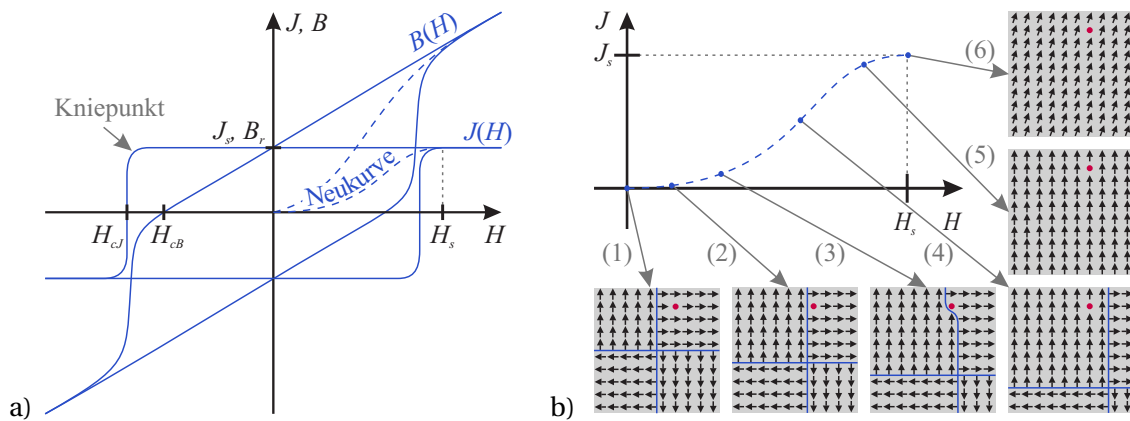 J, B
B(H)
Kniepunkt
J_s, B_r
J(H)
Neukurve
H_cJ
H_cB
H_s
H
a)
J
J_s
H_s
H
(1)
(2)
(3)
(4)
(5)
(6)
b)